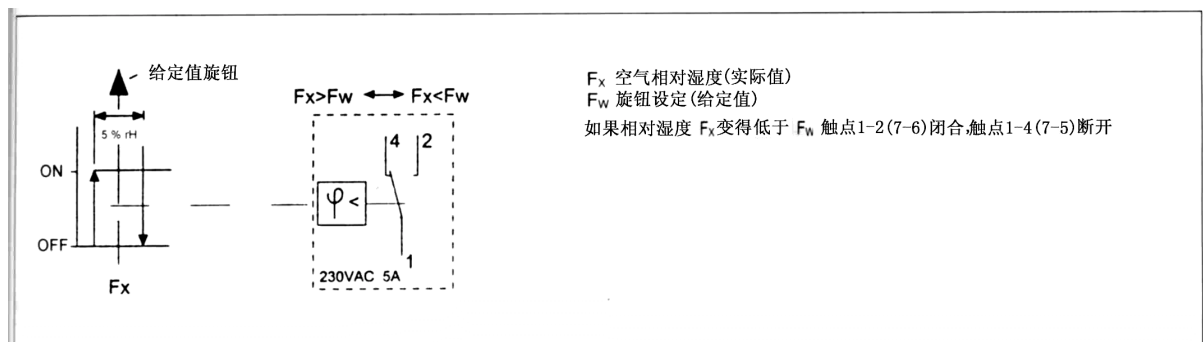 给定值旋钮
Fx>Fw ↔ Fx<Fw
5 % rH
4 2
ON
φ<
OFF
1
230VAC 5A
Fx
Fx 空气相对湿度(实际值)
Fw 旋钮设定(给定值)
如果相对湿度 Fx变得低于 Fw 触点1-2(7-6)闭合,触点1-4(7-5)断开